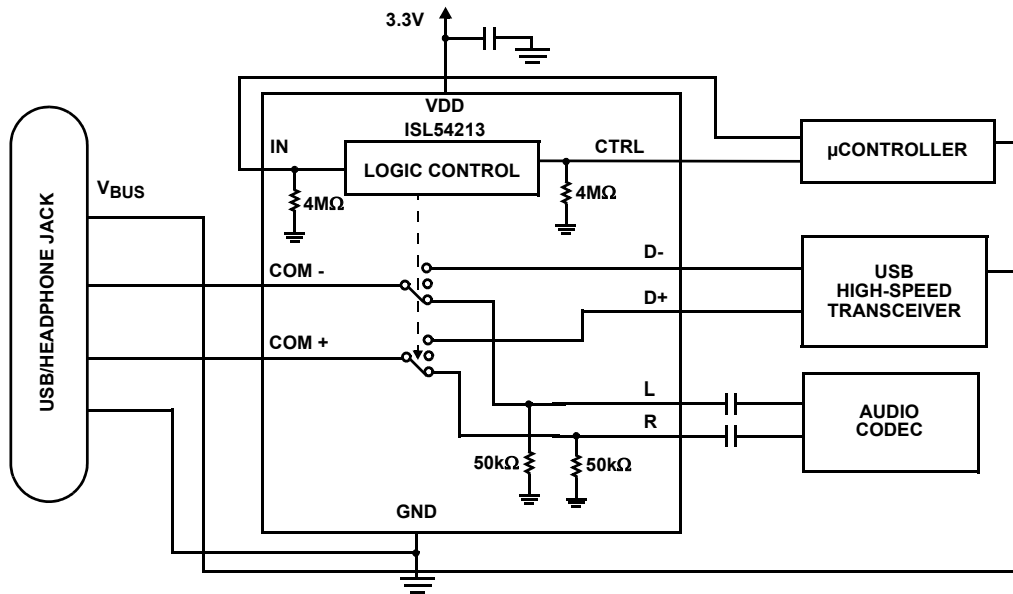 3.3V
VDD
ISL54213
IN
LOGIC CONTROL
CTRL
4MΩ
4MΩ
µCONTROLLER
USB/HEADPHONE JACK
VBUS
COM -
COM +
D-
D+
USB
HIGH-SPEED
TRANSCEIVER
L
R
50kΩ
50kΩ
AUDIO
CODEC
GND